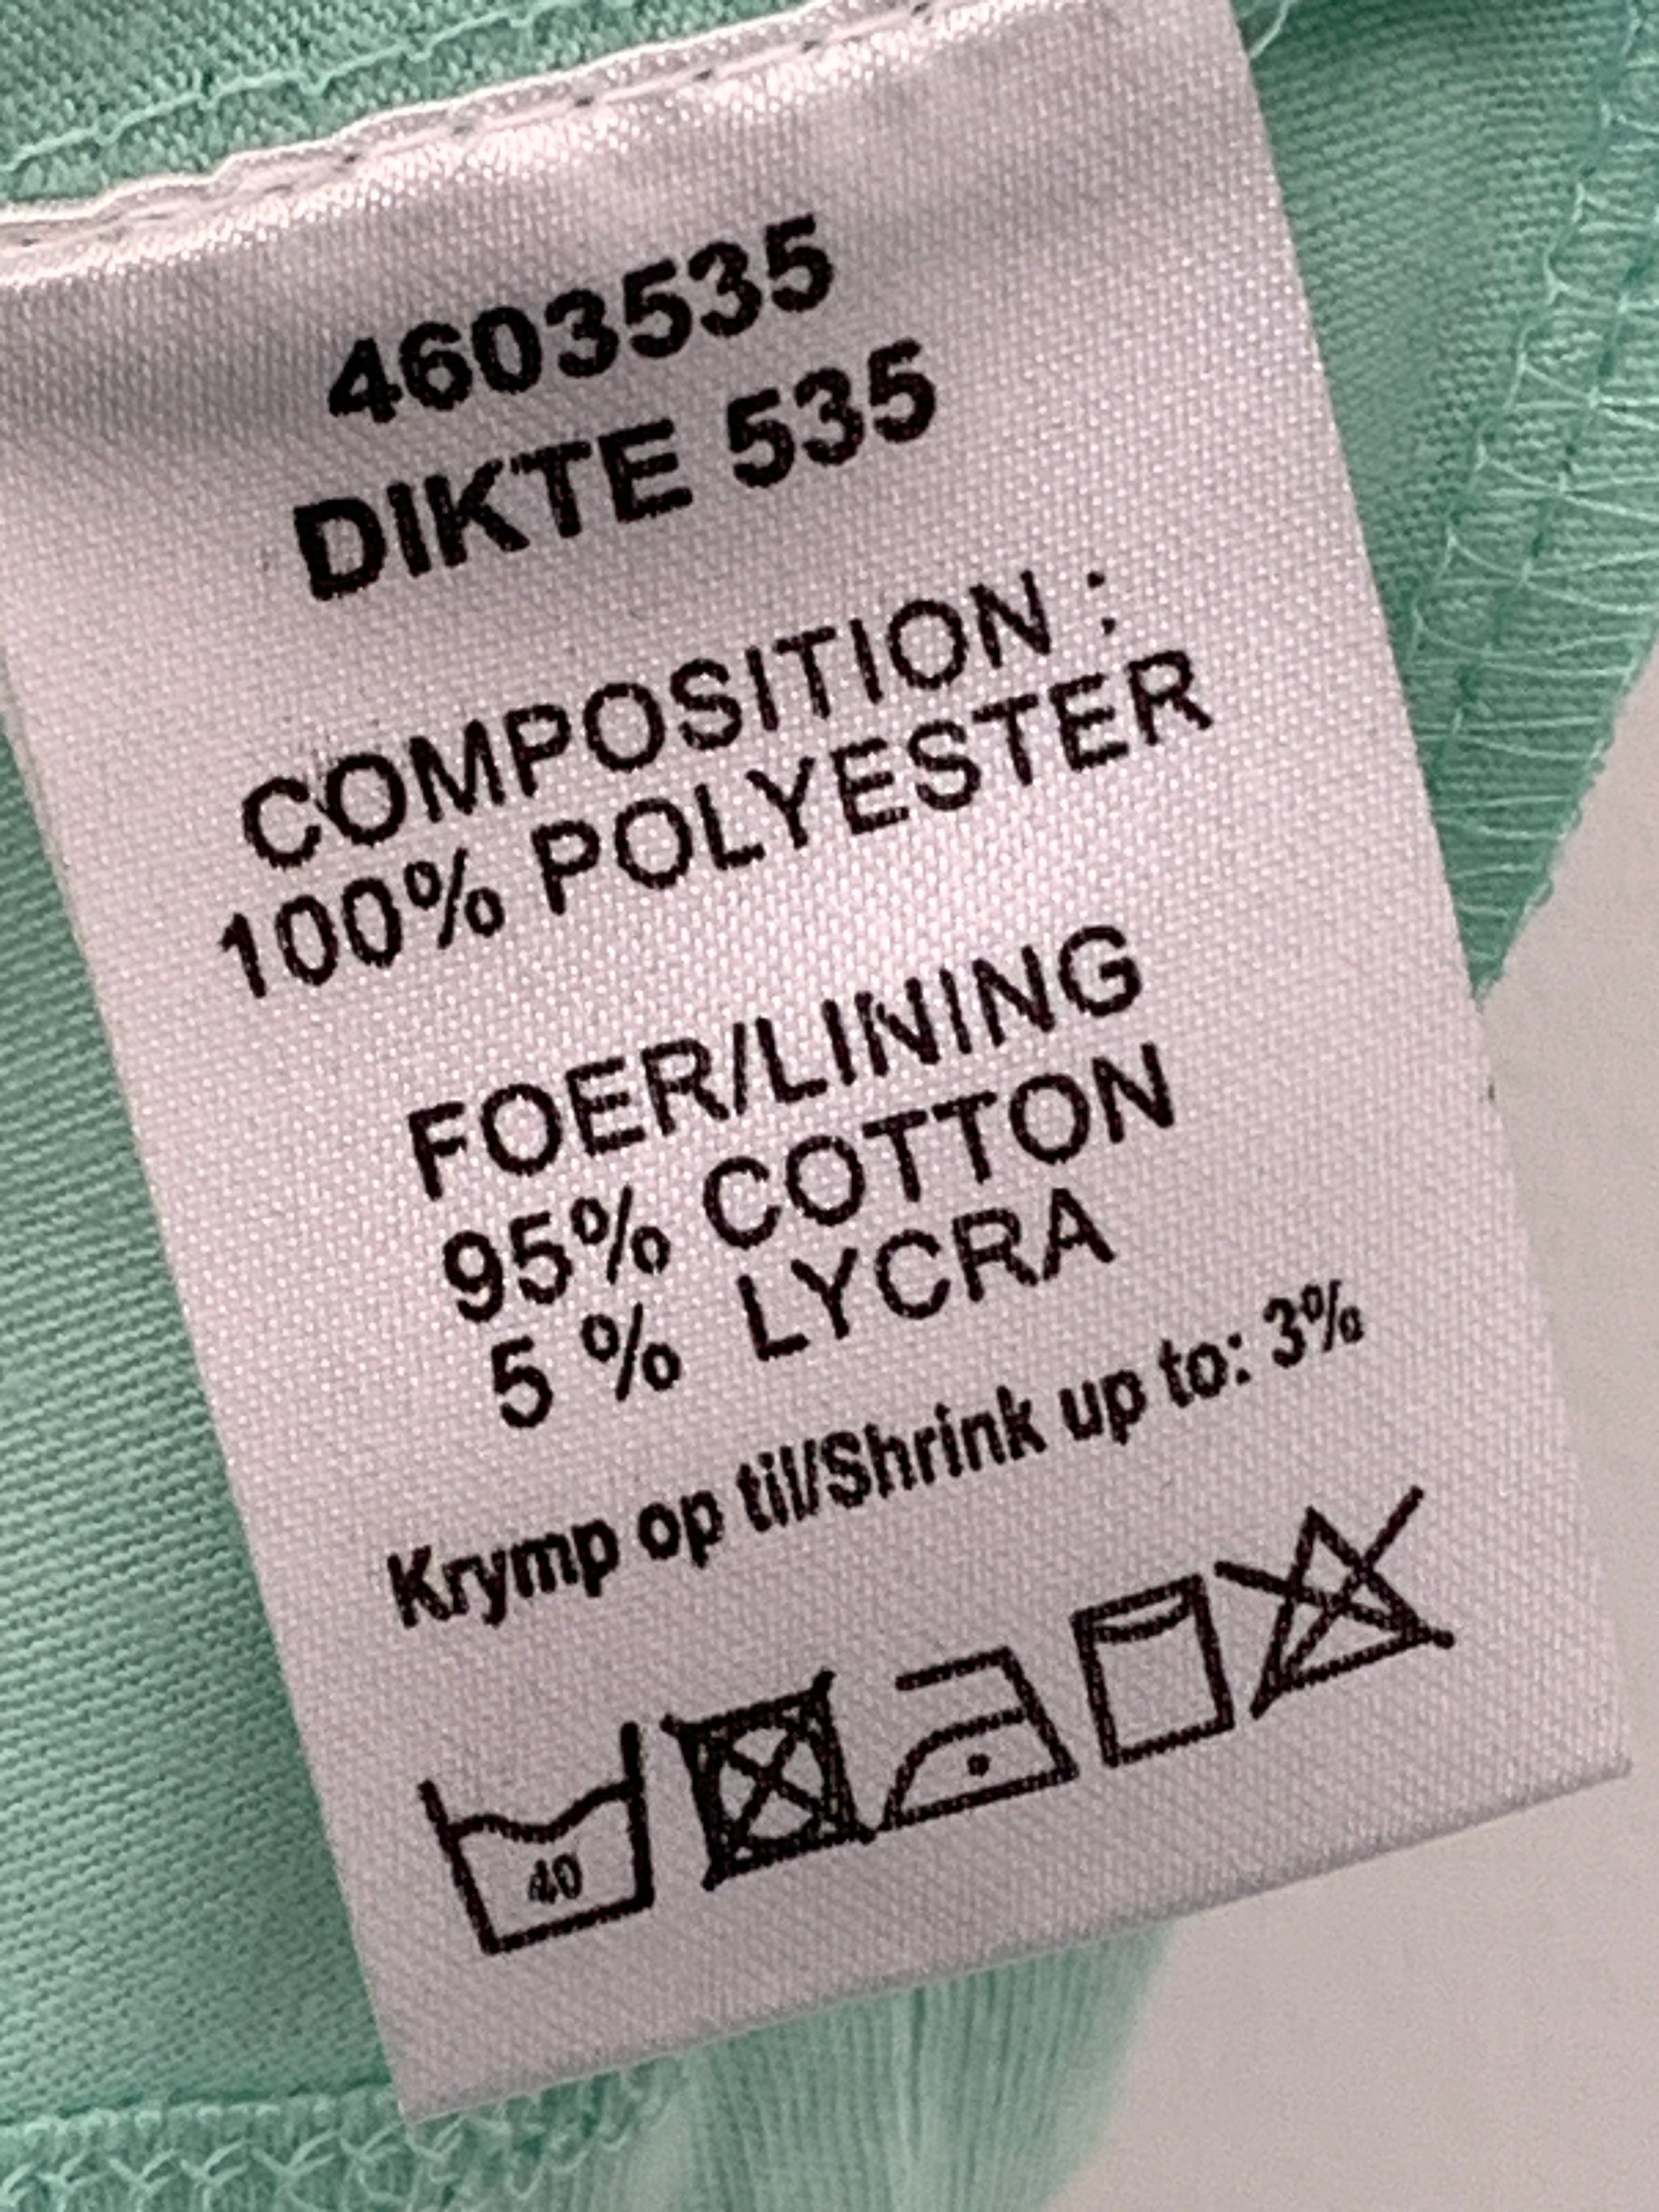 4603535
DIKTE 535
COMPOSITION :
100% POLYESTER
FOER/LINING
95% COTTON
5 % LYCRA
Krymp op til/Shrink up to: 3%
40